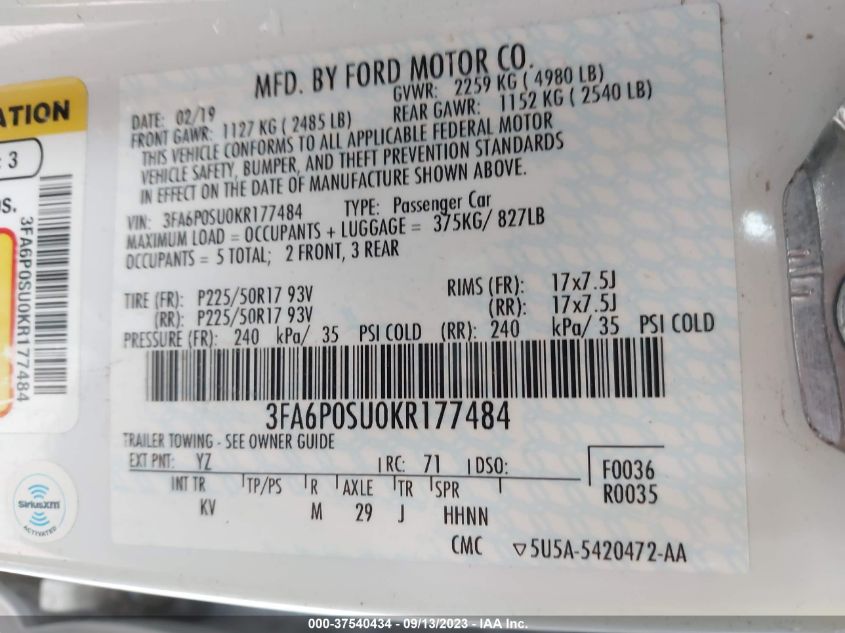 MFD. BY FORD MOTOR CO.
DATE: 02/19 GVWR: 2259 KG ( 4980 LB)
FRONT GAWR: 1127 KG ( 2485 LB) REAR GAWR: 1152 KG ( 2540 LB)
THIS VEHICLE CONFORMS TO ALL APPLICABLE FEDERAL MOTOR
VEHICLE SAFETY, BUMPER, AND THEFT PREVENTION STANDARDS
IN EFFECT ON THE DATE OF MANUFACTURE SHOWN ABOVE.
VIN: 3FA6P0SU0KR177484 TYPE: Passenger Car
MAXIMUM LOAD = OCCUPANTS + LUGGAGE = 375KG/ 827LB
OCCUPANTS = 5 TOTAL; 2 FRONT, 3 REAR
TIRE (FR): P225/50R17 93V RIMS (FR): 17x7.5J
(RR): P225/50R17 93V (RR): 17x7.5J
PRESSURE (FR): 240 kPa/ 35 PSI COLD (RR): 240 kPa/ 35 PSI COLD
3FA6P0SU0KR177484
TRAILER TOWING - SEE OWNER GUIDE
EXT PNT: YZ RC: 71 DSO: F0036
R0035
INT TR TP/PS R AXLE TR SPR
KV M 29 J HHNN
CMC ▽5U5A-5420472-AA
ATION
3
3FA6P0SU0KR177484
SiriusXM
ACTIVATED
000-37540434 - 09/13/2023 - IAA Inc.